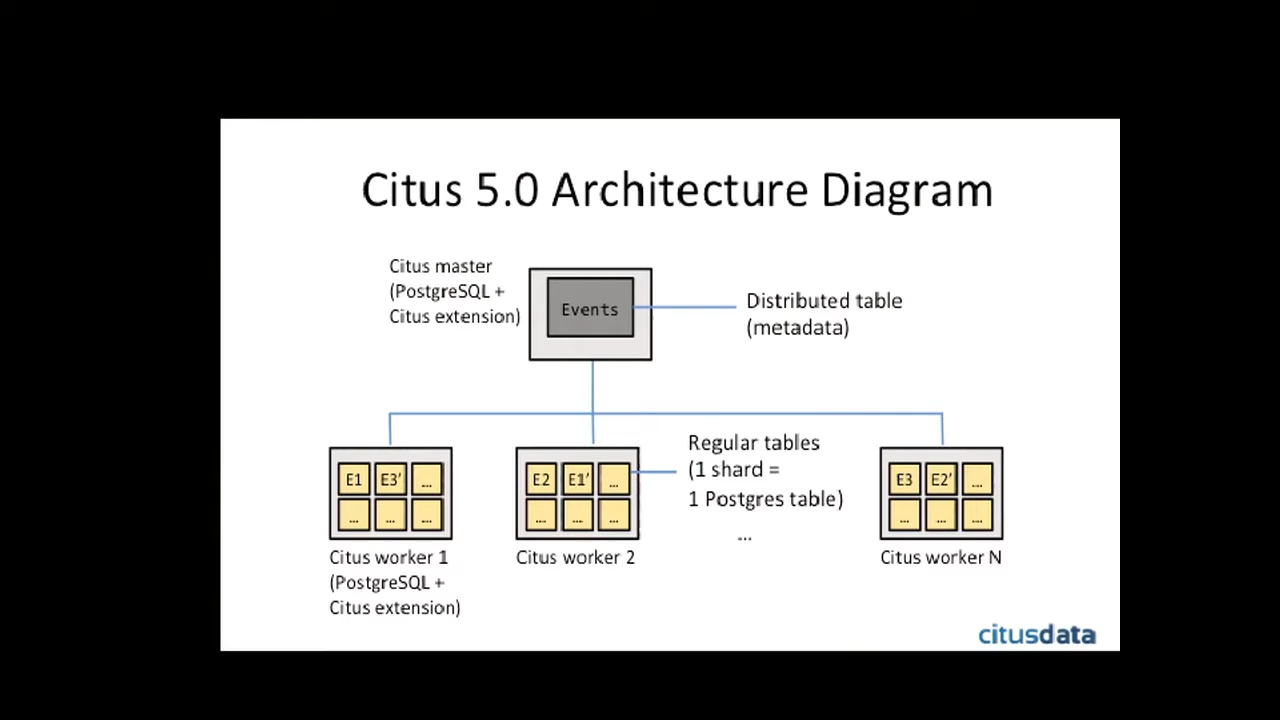 Citus 5.0 Architecture Diagram
Citus master
(PostgreSQL +
Citus extension)
Events
Distributed table
(metadata)
Regular tables
(1 shard =
1 Postgres table)
...
E1 E3’ ...
... ... ...
Citus worker 1
(PostgreSQL +
Citus extension)
E2 E1’ ...
... ... ...
Citus worker 2
E3 E2’ ...
... ... ...
Citus worker N
citusdata